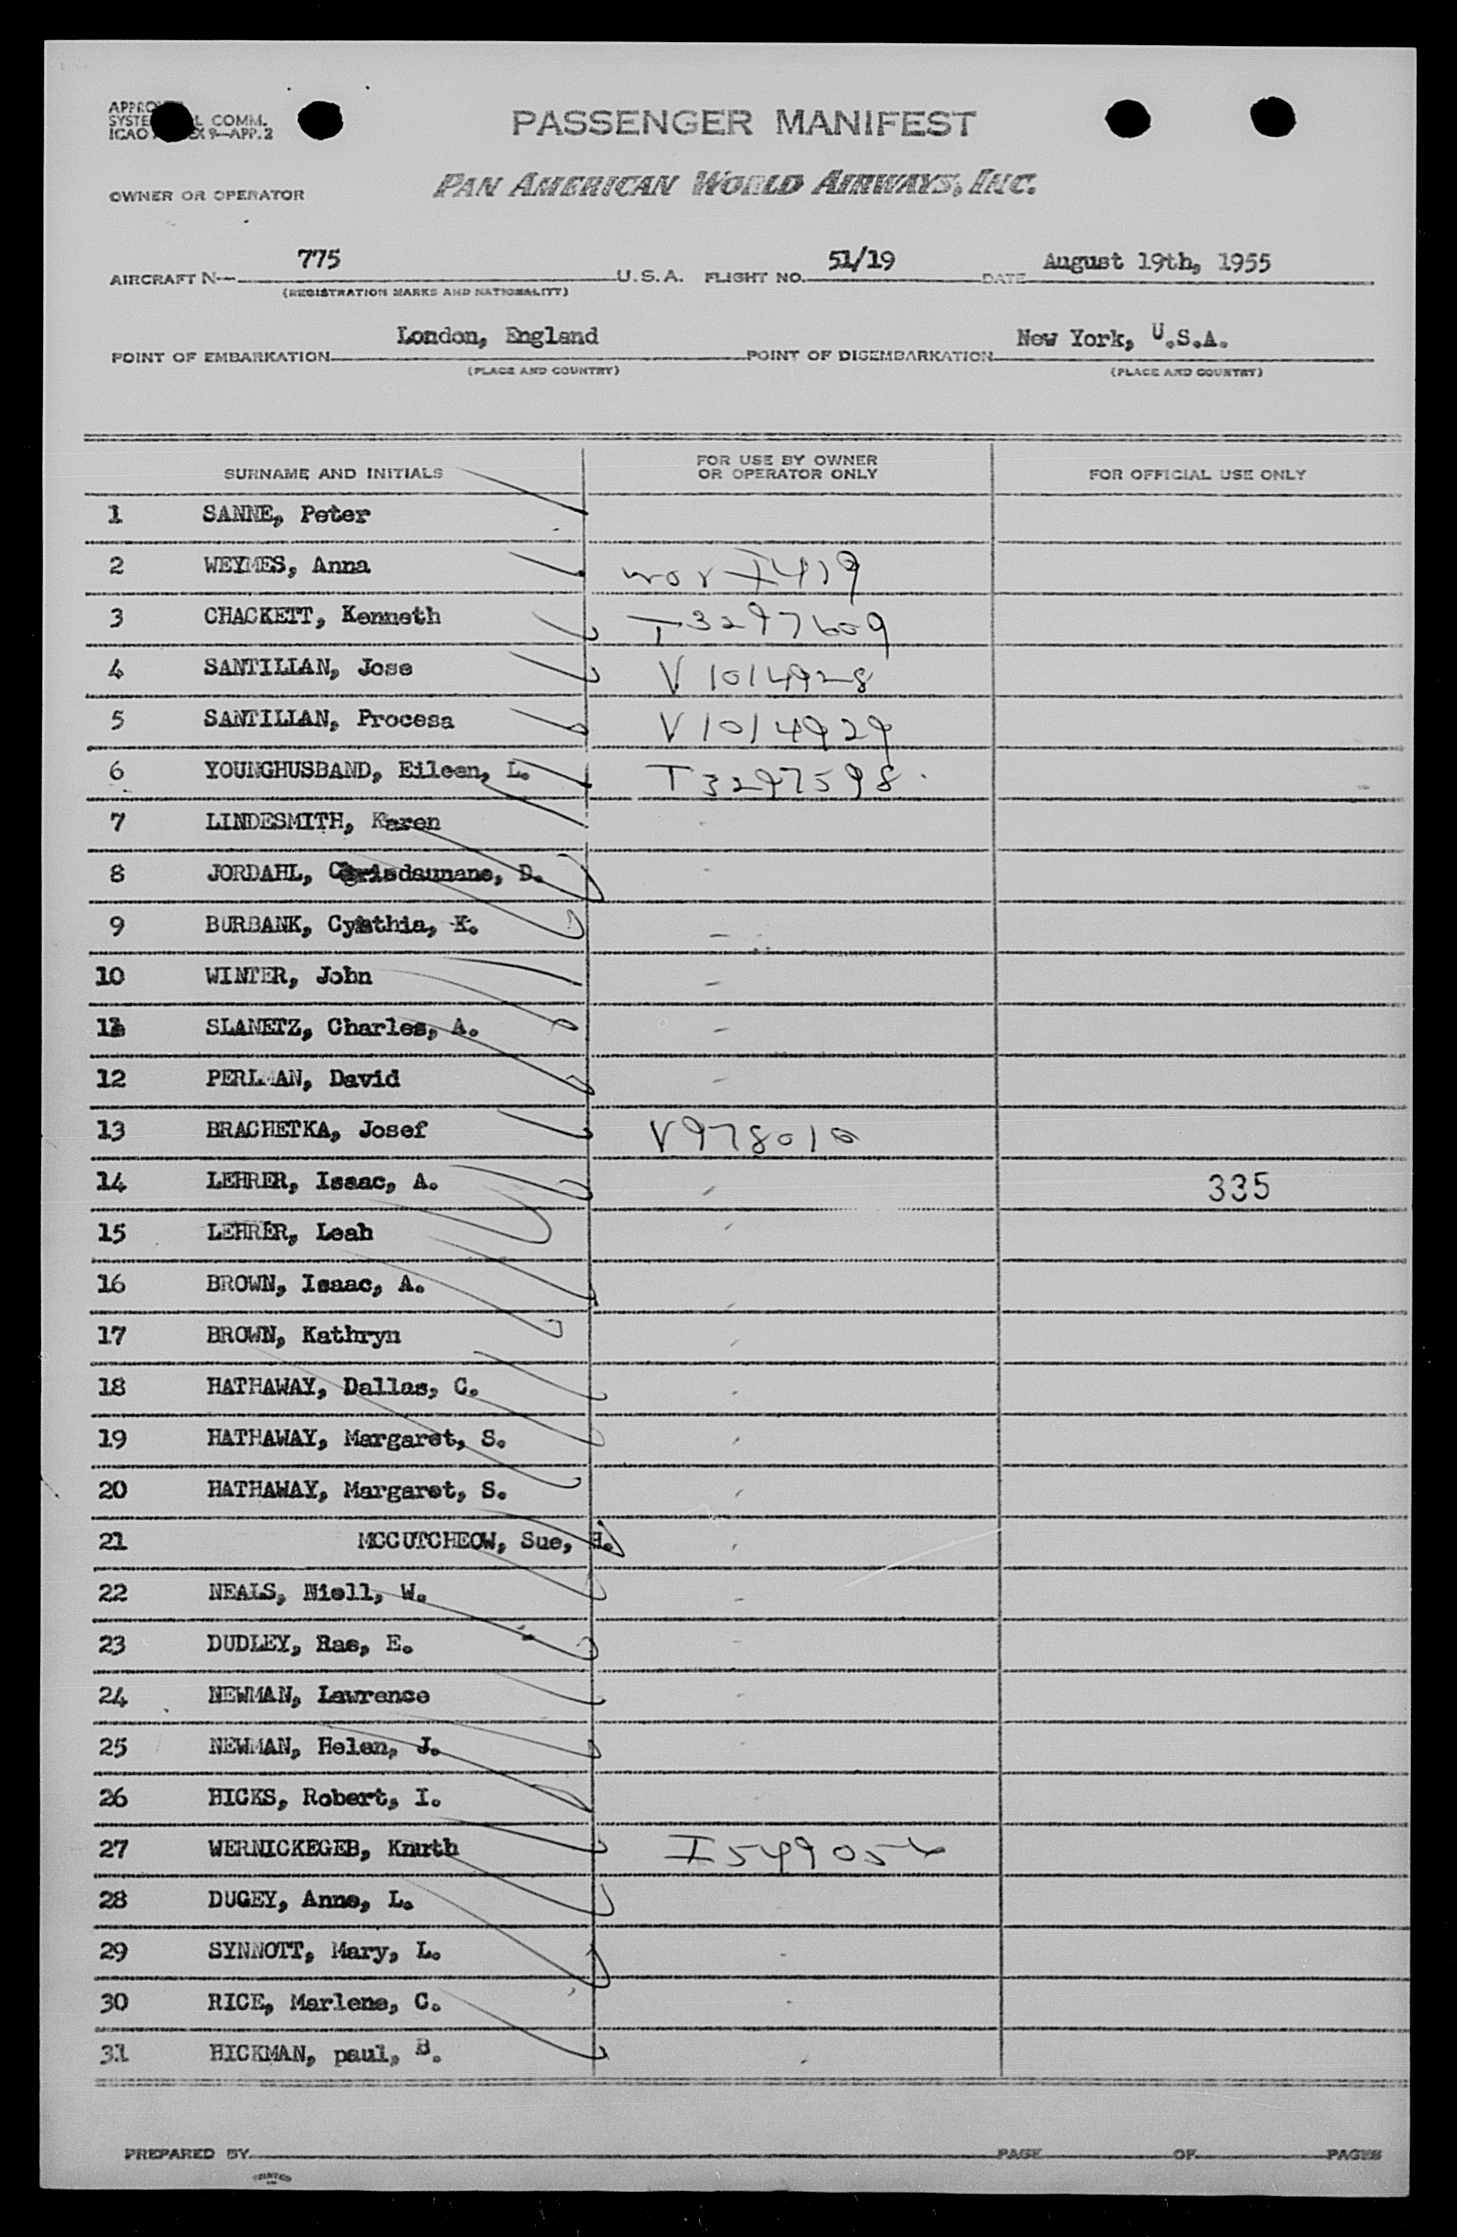 PASSENGER MANIFEST
L COMM.
9—APP. 2
OWNER OR OPERATOR PAN AMERICAN WORLD AIRWAYS, INC.
AIRCRAFT N— 775 U.S.A. FLIGHT NO. 51/19 DATE August 19th, 1955
(REGISTRATION MARKS AND NATIONALITY)
POINT OF EMBARKATION London, England POINT OF DISEMBARKATION New York, U.S.A.
(PLACE AND COUNTRY) (PLACE AND COUNTRY)
SURNAME AND INITIALS FOR USE BY OWNER OR OPERATOR ONLY FOR OFFICIAL USE ONLY
1 SANNE, Peter
2 WEYMES, Anna
3 CHACKETT, Kenneth T3297609
4 SANTILIAN, Jose V1014928
5 SANTILIAN, Procesa V1014929
6 YOUNGHUSBAND, Eileen, L. T3297598.
7 LINDESMITH, Karen
8 JORDAHL, D.
9 BURBANK, Cynthia, K.
10 WINTER, John
11 SLANETZ, Charles, A.
12 PERLMAN, David
13 BRACHETKA, Josef V978010
14 LEHRER, Isaac, A. 335
15 LEHRER, Leah
16 BROWN, Isaac, A.
17 BROWN, Kathryn
18 HATHAWAY, Dallas, C.
19 HATHAWAY, Margaret, S.
20 HATHAWAY, Margaret, S.
21 MCCUTCHEOW, Sue, H.
22 NEALS, Niell, W.
23 DUDLEY, Rae, E.
24 NEWMAN, Lawrence
25 NEWMAN, Helen, J.
26 HICKS, Robert, I.
27 WERNICKEGEB, Knuth
28 DUGEY, Anne, L.
29 SYNNOTT, Mary, L.
30 RICE, Marlene, C.
31 HICKMAN, paul, B.
PREPARED BY PAGE OF PAGES